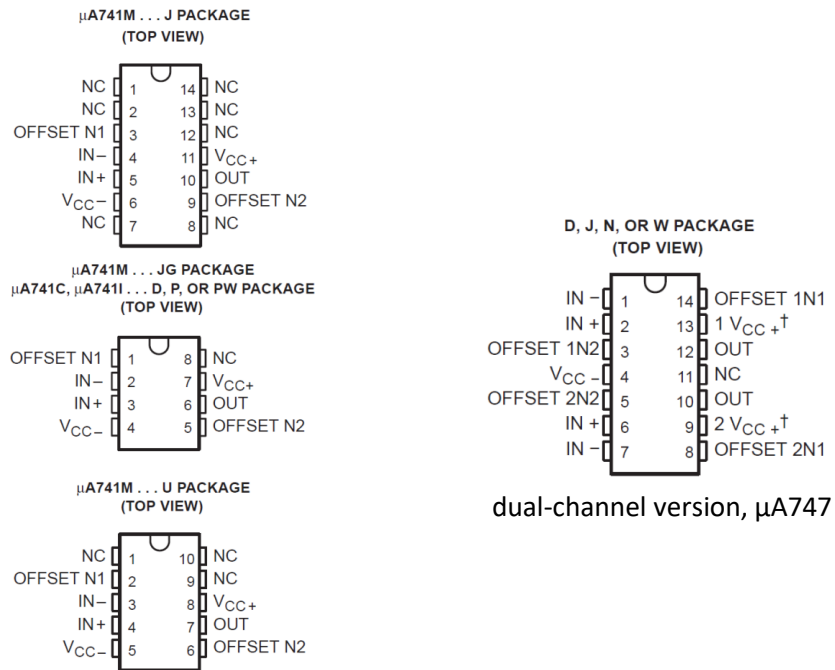 µA741M . . . J PACKAGE
(TOP VIEW)
NC 1 14 NC
NC 2 13 NC
OFFSET N1 3 12 NC
IN− 4 11 VCC+
IN+ 5 10 OUT
VCC− 6 9 OFFSET N2
NC 7 8 NC
µA741M . . . JG PACKAGE
µA741C, µA741I . . . D, P, OR PW PACKAGE
(TOP VIEW)
OFFSET N1 1 8 NC
IN− 2 7 VCC+
IN+ 3 6 OUT
VCC− 4 5 OFFSET N2
µA741M . . . U PACKAGE
(TOP VIEW)
NC 1 10 NC
OFFSET N1 2 9 NC
IN− 3 8 VCC+
IN+ 4 7 OUT
VCC− 5 6 OFFSET N2
D, J, N, OR W PACKAGE
(TOP VIEW)
IN − 1 14 OFFSET 1N1
IN + 2 13 1 VCC +†
OFFSET 1N2 3 12 OUT
VCC − 4 11 NC
OFFSET 2N2 5 10 OUT
IN + 6 9 2 VCC +†
IN − 7 8 OFFSET 2N1
dual-channel version, µA747